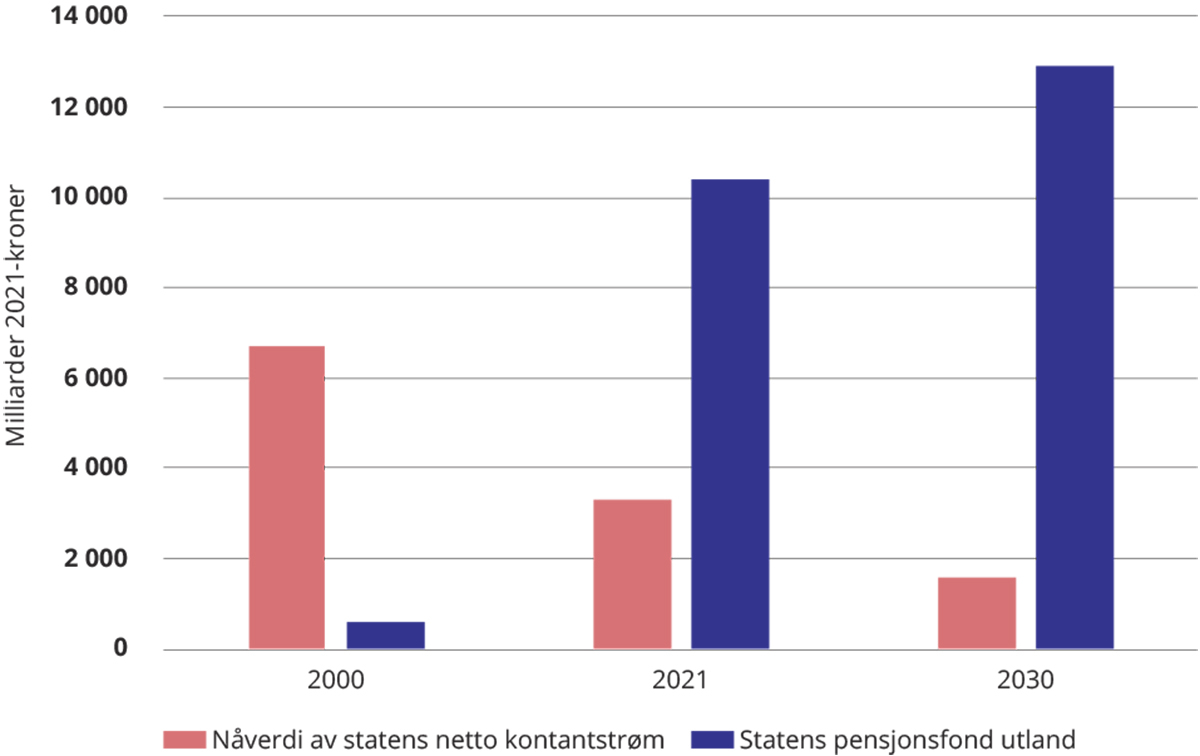 Milliarder 2021-kroner
14 000
12 000
10 000
8 000
6 000
4 000
2 000
0
2000 2021 2030
Nåverdi av statens netto kontantstrøm Statens pensjonsfond utland